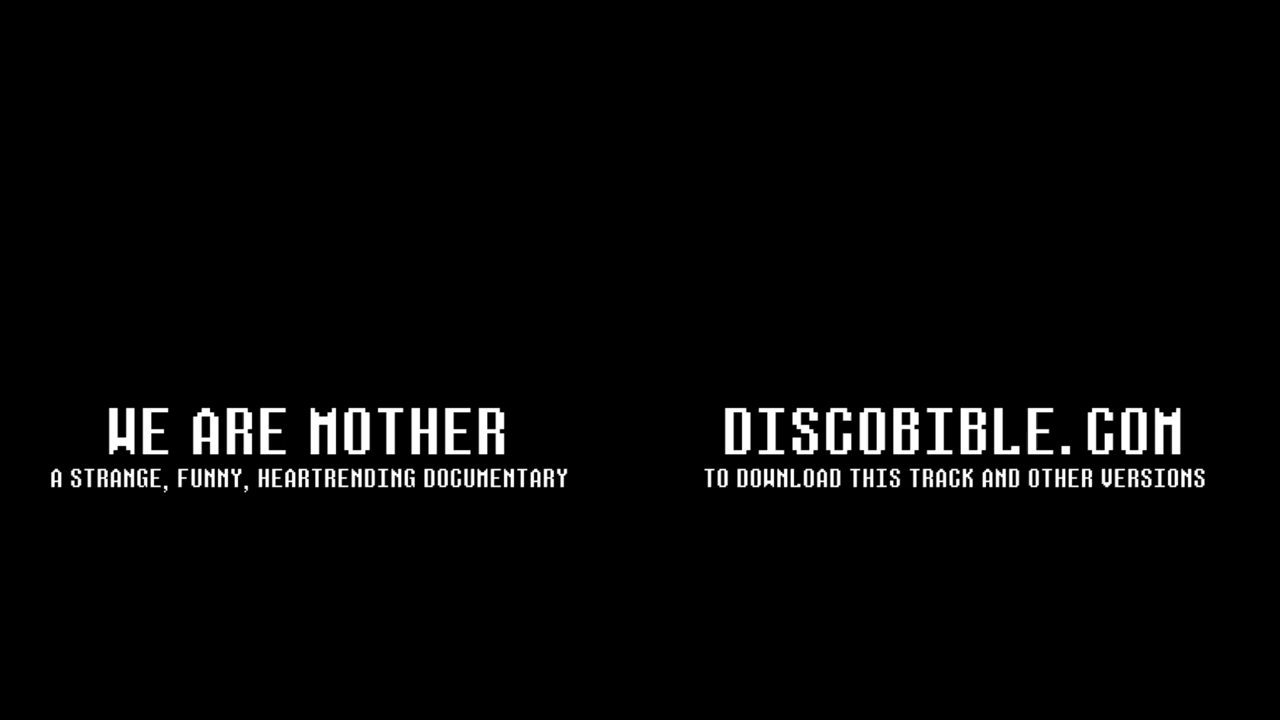 WE ARE MOTHER
A STRANGE, FUNNY, HEARTRENDING DOCUMENTARY
DISCOBIBLE.COM
TO DOWNLOAD THIS TRACK AND OTHER VERSIONS